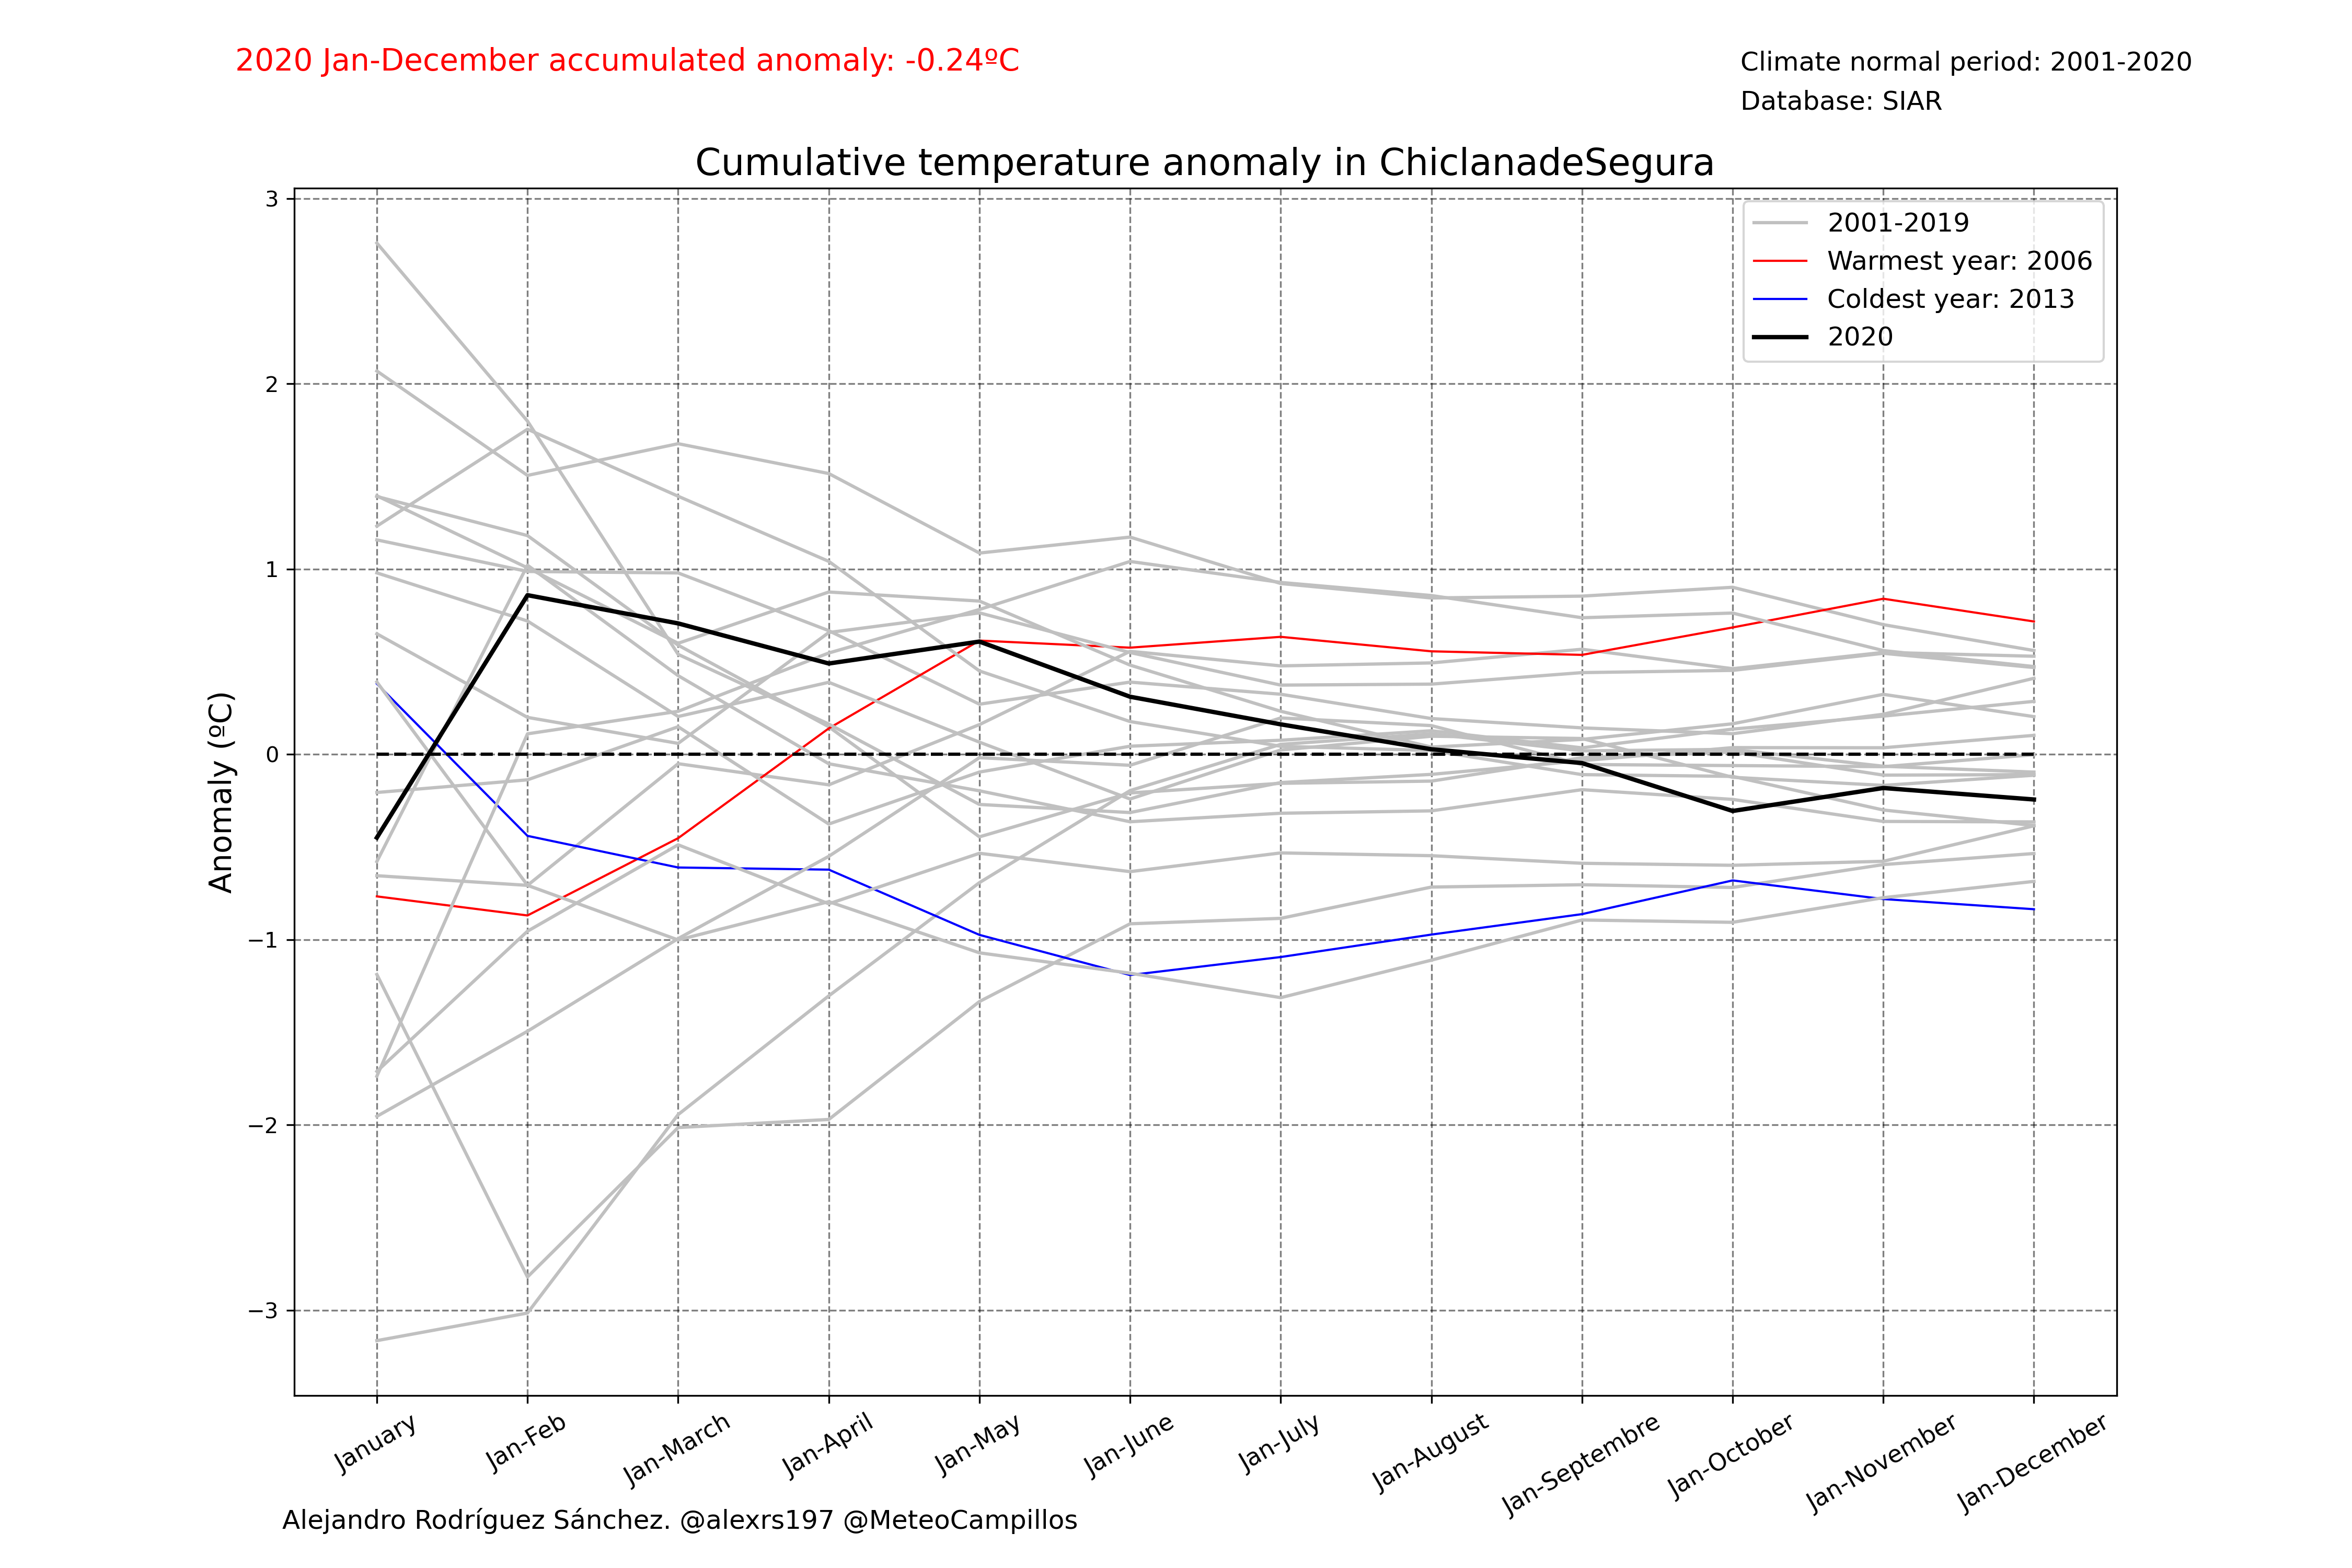 2020 Jan-December accumulated anomaly: -0.24ºC
Climate normal period: 2001-2020
Database: SIAR
Cumulative temperature anomaly in ChiclanadeSegura
3
2
1
0
−1
−2
−3
Anomaly (ºC)
2001-2019
Warmest year: 2006
Coldest year: 2013
2020
January
Jan-Feb
Jan-March
Jan-April
Jan-May
Jan-June
Jan-July
Jan-August
Jan-Septembre
Jan-October
Jan-November
Jan-December
Alejandro Rodríguez Sánchez. @alexrs197 @MeteoCampillos